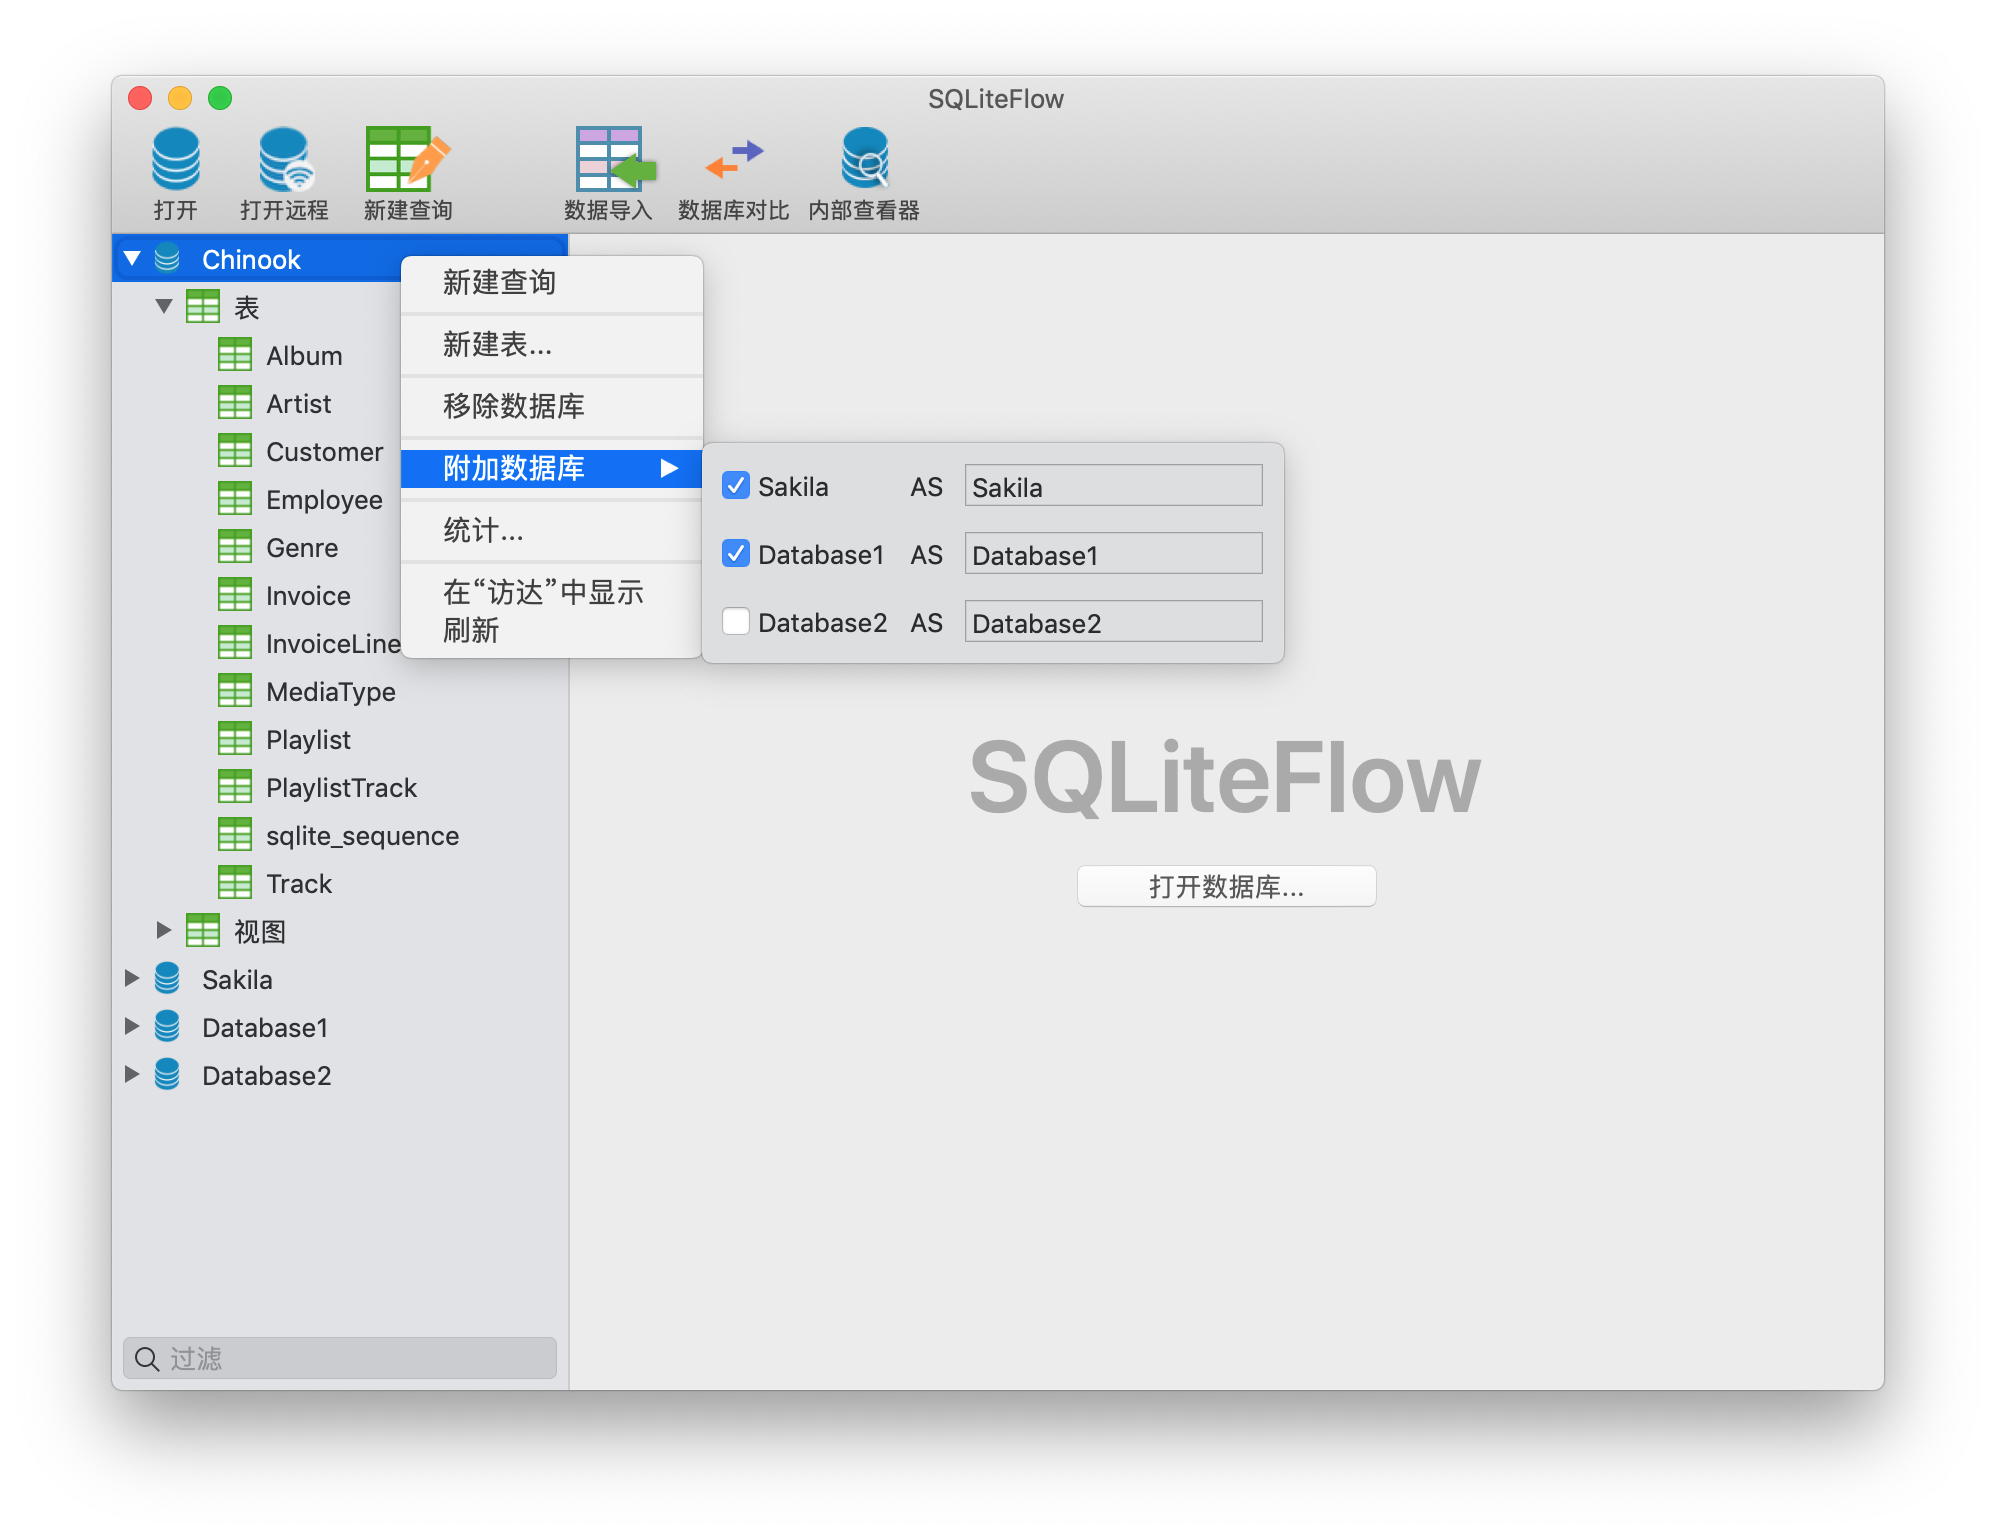 SQLiteFlow
打开
打开远程
新建查询
数据导入
数据库对比
内部查看器
Chinook
表
Album
Artist
Customer
Employee
Genre
Invoice
InvoiceLine
MediaType
Playlist
PlaylistTrack
sqlite_sequence
Track
视图
Sakila
Database1
Database2
过滤
新建查询
新建表...
移除数据库
附加数据库
统计...
在“访达”中显示
刷新
Sakila AS Sakila
Database1 AS Database1
Database2 AS Database2
SQLiteFlow
打开数据库...